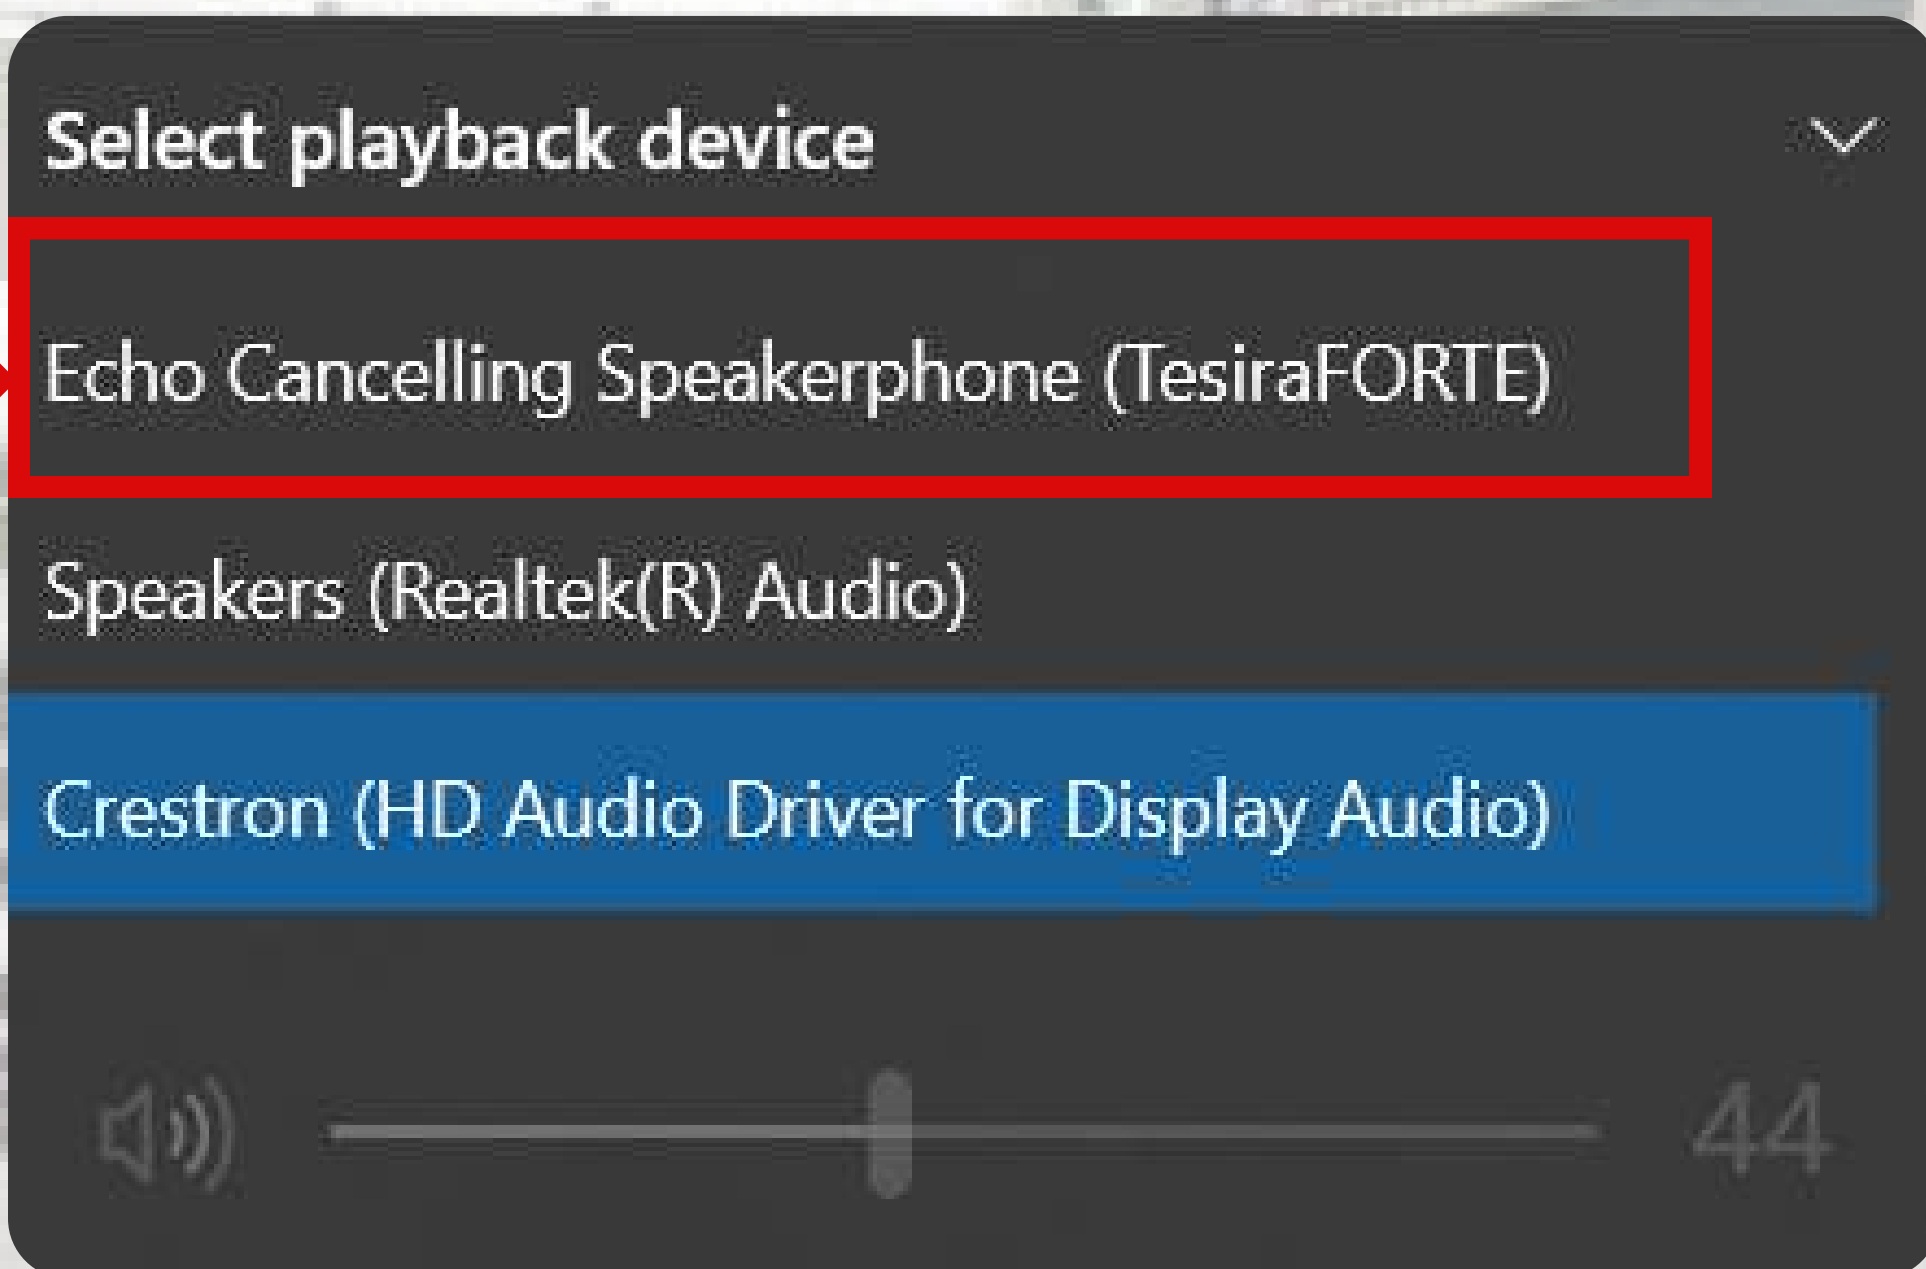 Select playback device
Echo Cancelling Speakerphone (TesiraFORTE)
Speakers (Realtek(R) Audio)
Crestron (HD Audio Driver for Display Audio)
44